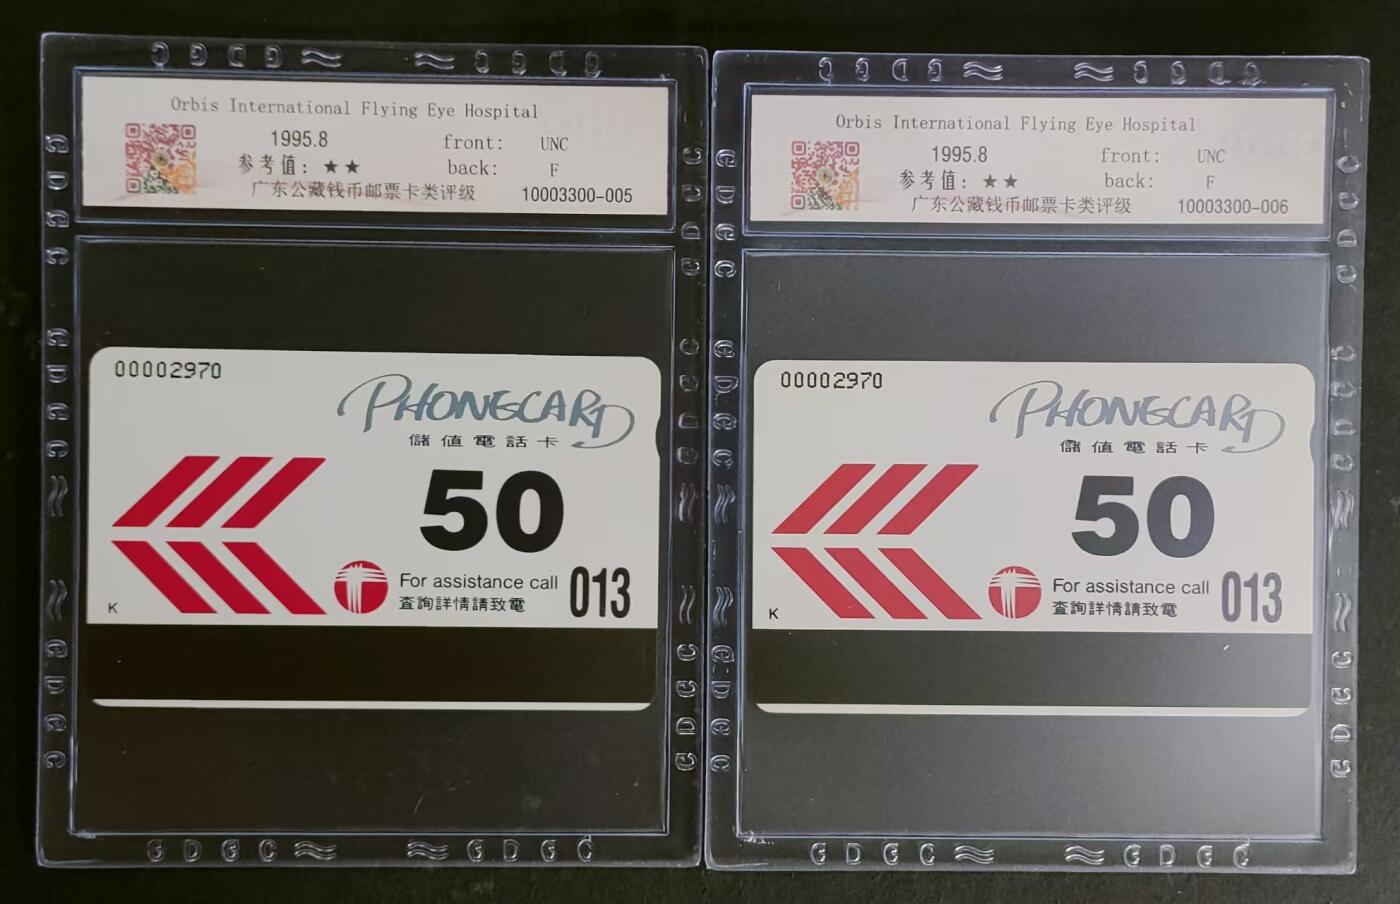 Orbis International Flying Eye Hospital
1995.8
front: UNC
参考值：★★
back: F
广东公藏钱币邮票卡类评级
10003300-005
00002970
PHONECARD
儲值電話卡
50
For assistance call
查詢詳情請致電
013
K
Orbis International Flying Eye Hospital
1995.8
front: UNC
参考值：★★
back: F
广东公藏钱币邮票卡类评级
10003300-006
00002970
PHONECARD
儲值電話卡
50
For assistance call
查詢詳情請致電
013
K
GDGC
GDGC
GDGC
GDGC